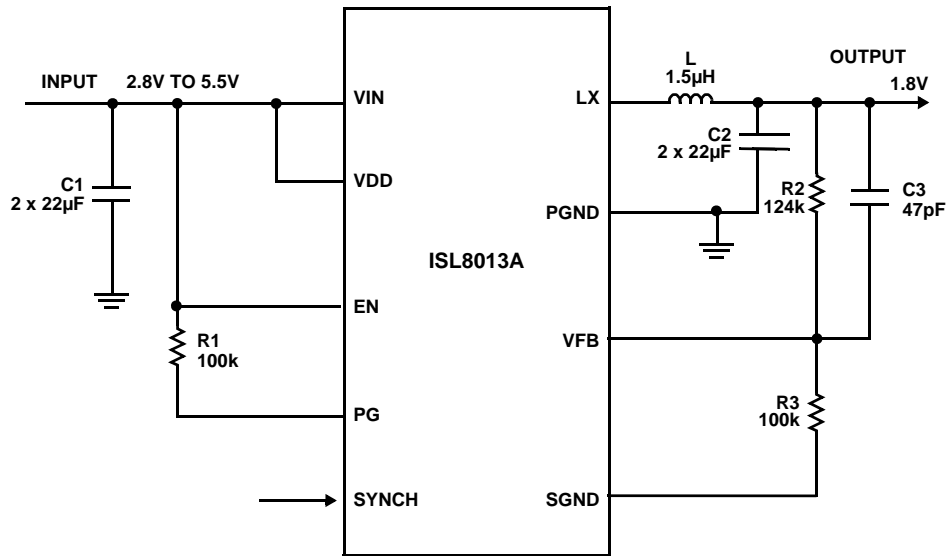 INPUT 2.8V TO 5.5V
C1
2 x 22µF
R1
100k
VIN
VDD
EN
PG
SYNCH
ISL8013A
LX
PGND
VFB
SGND
L
1.5µH
OUTPUT
1.8V
C2
2 x 22µF
R2
124k
C3
47pF
R3
100k